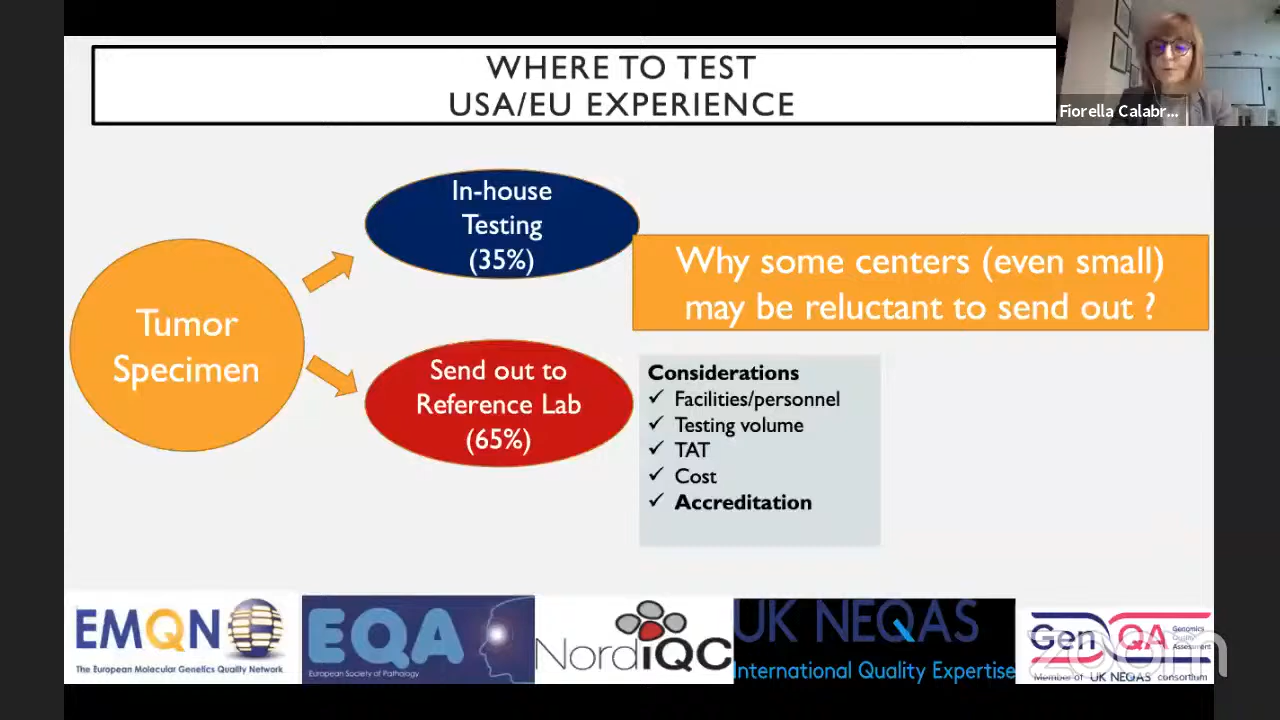 WHERE TO TEST
USA/EU EXPERIENCE
Fiorella Calabr...
Tumor
Specimen
In-house
Testing
(35%)
Send out to
Reference Lab
(65%)
Why some centers (even small)
may be reluctant to send out ?
Considerations
✓ Facilities/personnel
✓ Testing volume
✓ TAT
✓ Cost
✓ Accreditation
EMQN
The European Molecular Genetics Quality Network
EQA
European Society of Pathology
NordiQC
UK NEQAS
International Quality Expertise
GenQA
Genomics
Quality
Assessment
Member of UK NEQAS consortium
zoom